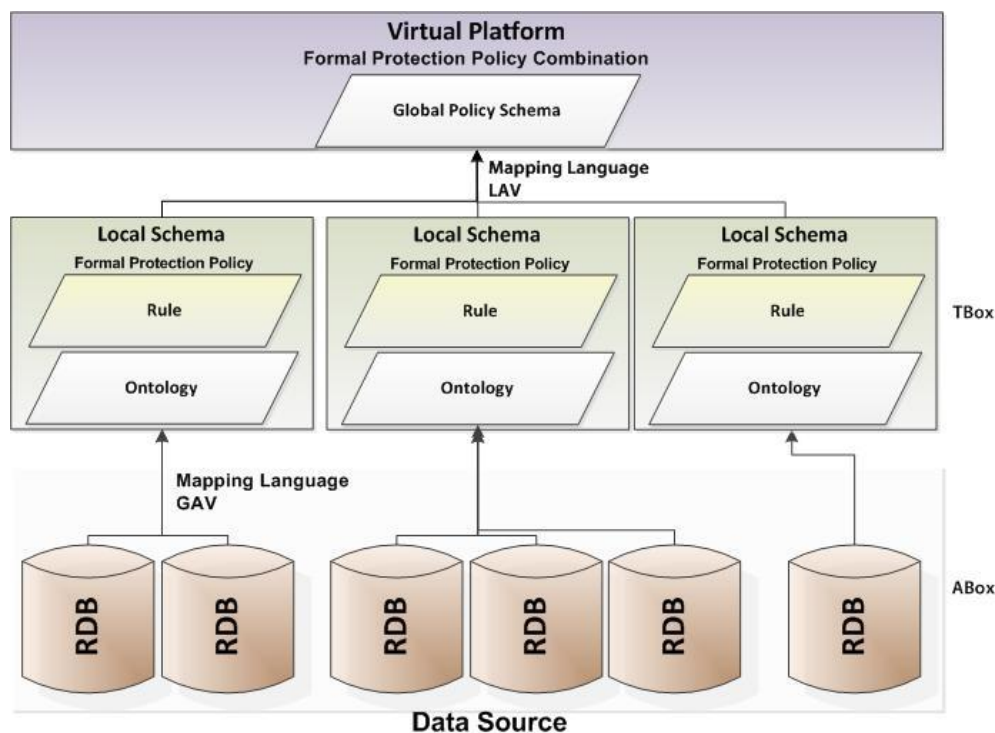 Virtual Platform
Formal Protection Policy Combination
Global Policy Schema
Mapping Language
LAV
Local Schema
Formal Protection Policy
Rule
Ontology
Local Schema
Formal Protection Policy
Rule
Ontology
Local Schema
Formal Protection Policy
Rule
Ontology
TBox
Mapping Language
GAV
RDB
RDB
RDB
RDB
RDB
RDB
ABox
Data Source